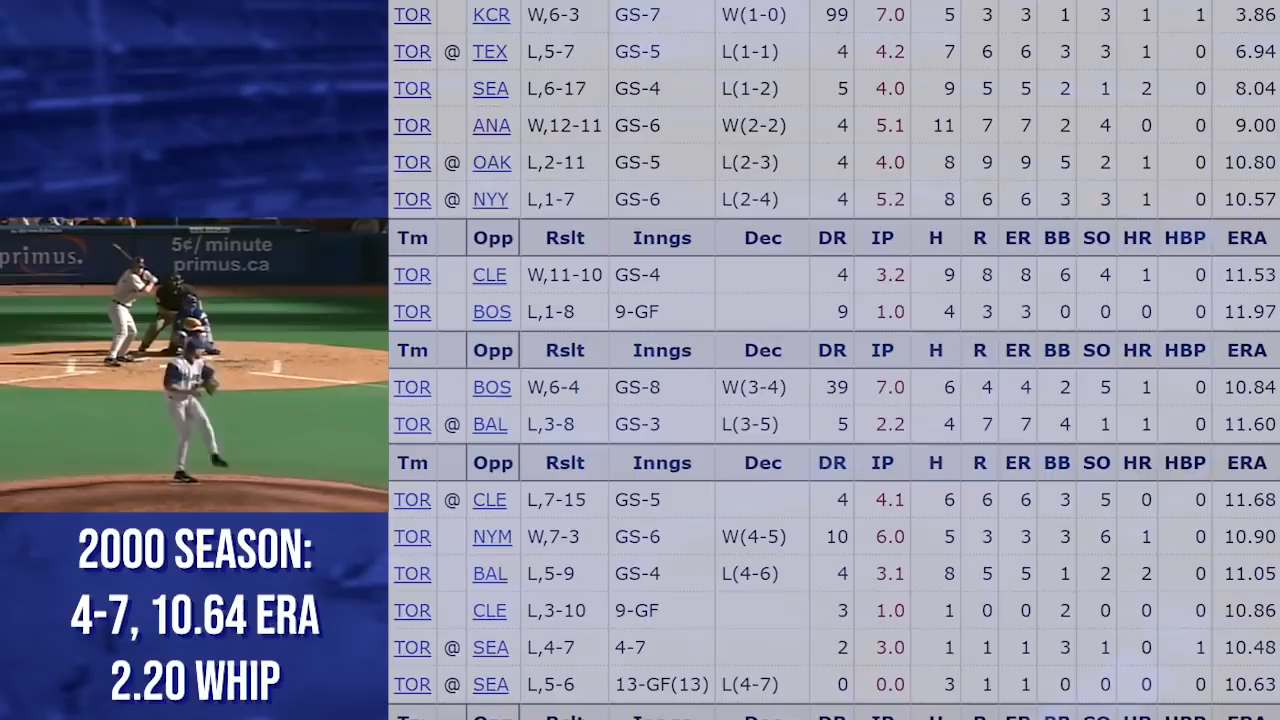 TOR KCR W,6-3 GS-7 W(1-0) 99 7.0 5 3 3 1 3 1 1 3.86
TOR @ TEX L,5-7 GS-5 L(1-1) 4 4.2 7 6 6 3 3 1 0 6.94
TOR SEA L,6-17 GS-4 L(1-2) 5 4.0 9 5 5 2 1 2 0 8.04
TOR ANA W,12-11 GS-6 W(2-2) 4 5.1 11 7 7 2 4 0 0 9.00
TOR @ OAK L,2-11 GS-5 L(2-3) 4 4.0 8 9 9 5 2 1 0 10.80
TOR @ NYY L,1-7 GS-6 L(2-4) 4 5.2 8 6 6 3 3 1 0 10.57
Tm Opp Rslt Inngs Dec DR IP H R ER BB SO HR HBP ERA
TOR CLE W,11-10 GS-4 4 3.2 9 8 8 6 4 1 0 11.53
TOR BOS L,1-8 9-GF 9 1.0 4 3 3 0 0 0 0 11.97
Tm Opp Rslt Inngs Dec DR IP H R ER BB SO HR HBP ERA
TOR BOS W,6-4 GS-8 W(3-4) 39 7.0 6 4 4 2 5 1 0 10.84
TOR @ BAL L,3-8 GS-3 L(3-5) 5 2.2 4 7 7 4 1 1 0 11.60
Tm Opp Rslt Inngs Dec DR IP H R ER BB SO HR HBP ERA
TOR @ CLE L,7-15 GS-5 4 4.1 6 6 6 3 5 0 0 11.68
TOR NYM W,7-3 GS-6 W(4-5) 10 6.0 5 3 3 3 6 1 0 10.90
TOR BAL L,5-9 GS-4 L(4-6) 4 3.1 8 5 5 1 2 2 0 11.05
TOR CLE L,3-10 9-GF 3 1.0 1 0 0 2 0 0 0 10.86
TOR @ SEA L,4-7 4-7 2 3.0 1 1 1 3 1 0 1 10.48
TOR @ SEA L,5-6 13-GF(13) L(4-7) 0 0.0 3 1 1 0 0 0 0 10.63
Tm Opp Rslt Inngs Dec DR IP H R ER BB SO HR HBP ERA
primus.
5¢/minute
primus.ca
2000 SEASON:
4-7, 10.64 ERA
2.20 WHIP